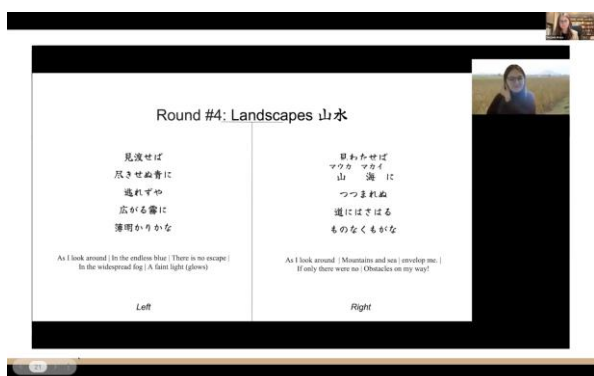 Round #4: Landscapes 山水
見渡せば
尽きせぬ青に
逃れずや
広がる霧に
薄明かりかな
As I look around | In the endless blue | There is no escape |
In the widespread fog | A faint light (glows)
Left
見わたせば
マウカ マカイ
山 海 に
つつまれぬ
道にはさはる
ものなくもがな
As I look around | Mountains and sea | envelop me. |
If only there were no | Obstacles on my way!
Right
21